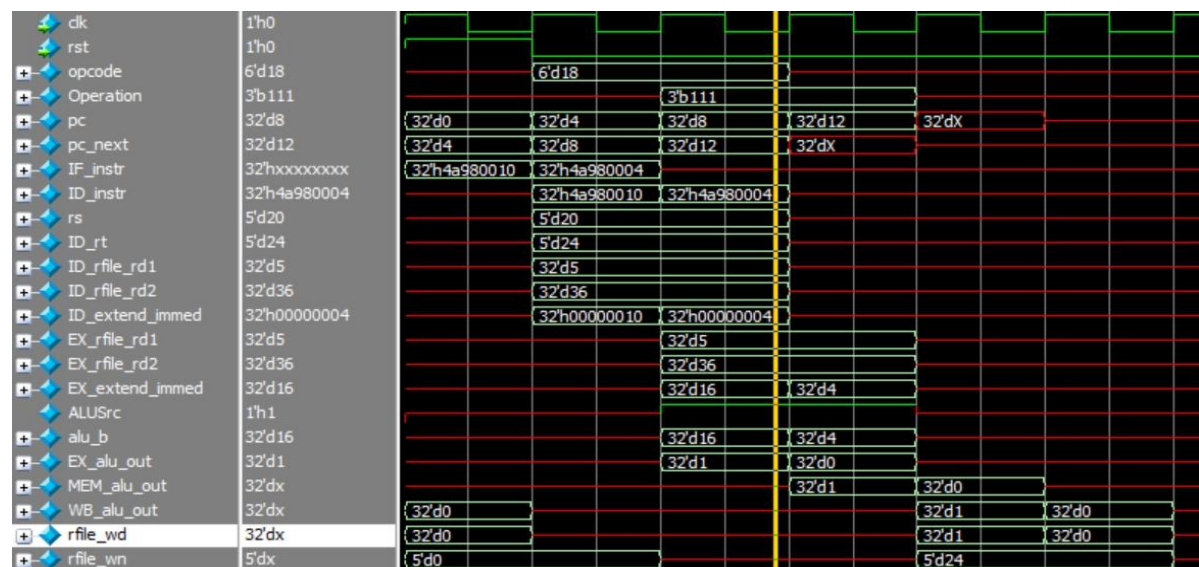 clk 1'h0
rst 1'h0
opcode 6'd18 6'd18
Operation 3'b111 3'b111
pc 32'd8 32'd0 32'd4 32'd8 32'd12 32'dX
pc_next 32'd12 32'd4 32'd8 32'd12 32'dX
IF_instr 32'hxxxxxxxx 32'h4a980010 32'h4a980004
ID_instr 32'h4a980004 32'h4a980010 32'h4a980004
rs 5'd20 5'd20
ID_rt 5'd24 5'd24
ID_rfile_rd1 32'd5 32'd5
ID_rfile_rd2 32'd36 32'd36
ID_extend_immed 32'h00000004 32'h00000010 32'h00000004
EX_rfile_rd1 32'd5 32'd5
EX_rfile_rd2 32'd36 32'd36
EX_extend_immed 32'd16 32'd16 32'd4
ALUSrc 1'h1
alu_b 32'd16 32'd16 32'd4
EX_alu_out 32'd1 32'd1 32'd0
MEM_alu_out 32'dx 32'd1 32'd0
WB_alu_out 32'dx 32'd0 32'd1 32'd0
rfile_wd 32'dx 32'd0 32'd1 32'd0
rfile_wn 5'dx 5'd0 5'd24